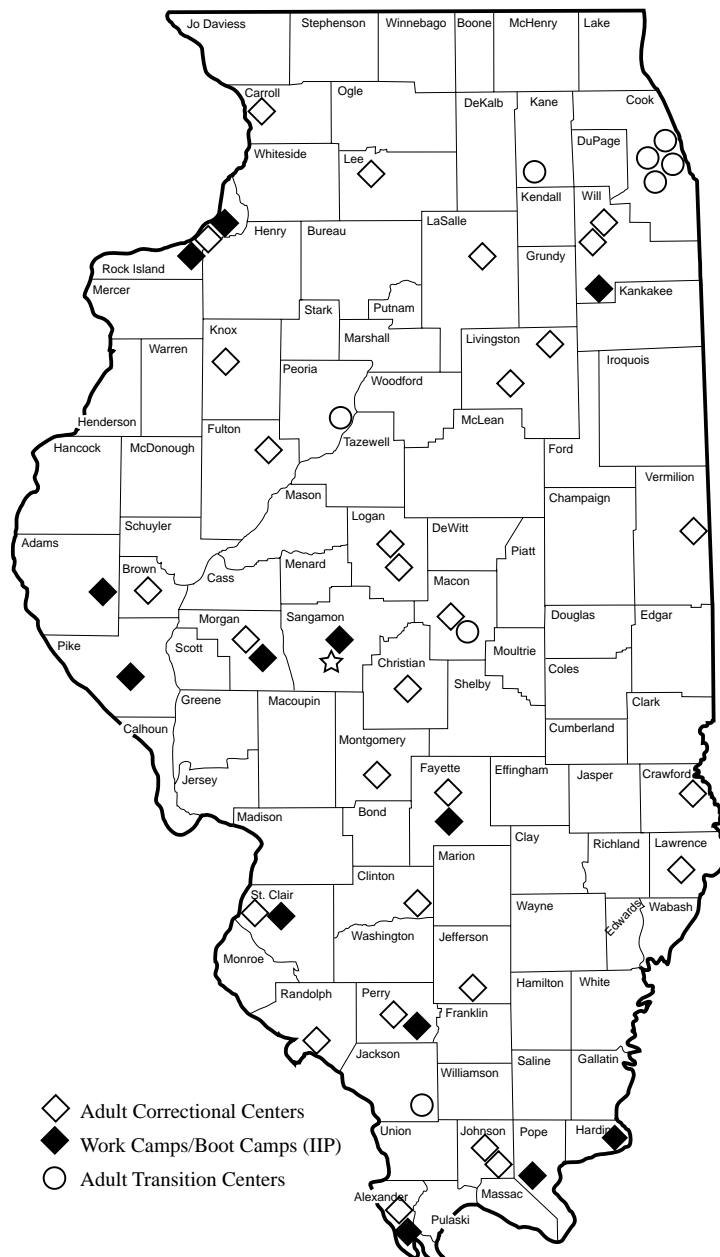 Jo Daviess
Stephenson
Winnebago
Boone
McHenry
Lake
Carroll
Ogle
DeKalb
Kane
Cook
DuPage
Whiteside
Lee
Kendall
Will
LaSalle
Henry
Bureau
Grundy
Rock Island
Mercer
Kankakee
Stark
Putnam
Knox
Marshall
Livingston
Warren
Peoria
Woodford
Iroquois
Henderson
Fulton
McLean
Hancock
McDonough
Tazewell
Ford
Vermilion
Mason
Champaign
Logan
DeWitt
Schuyler
Adams
Piatt
Brown
Cass
Menard
Macon
Morgan
Sangamon
Douglas
Edgar
Pike
Scott
Moultrie
Christian
Coles
Shelby
Greene
Macoupin
Clark
Calhoun
Cumberland
Montgomery
Fayette
Effingham
Jasper
Crawford
Jersey
Madison
Bond
Clay
Richland
Lawrence
Marion
Clinton
St. Clair
Wayne
Edwards
Wabash
Washington
Jefferson
Monroe
Hamilton
White
Randolph
Perry
Franklin
Jackson
Saline
Gallatin
Williamson
Union
Johnson
Pope
Hardin
Massac
Alexander
Pulaski
Adult Correctional Centers
Work Camps/Boot Camps (IIP)
Adult Transition Centers